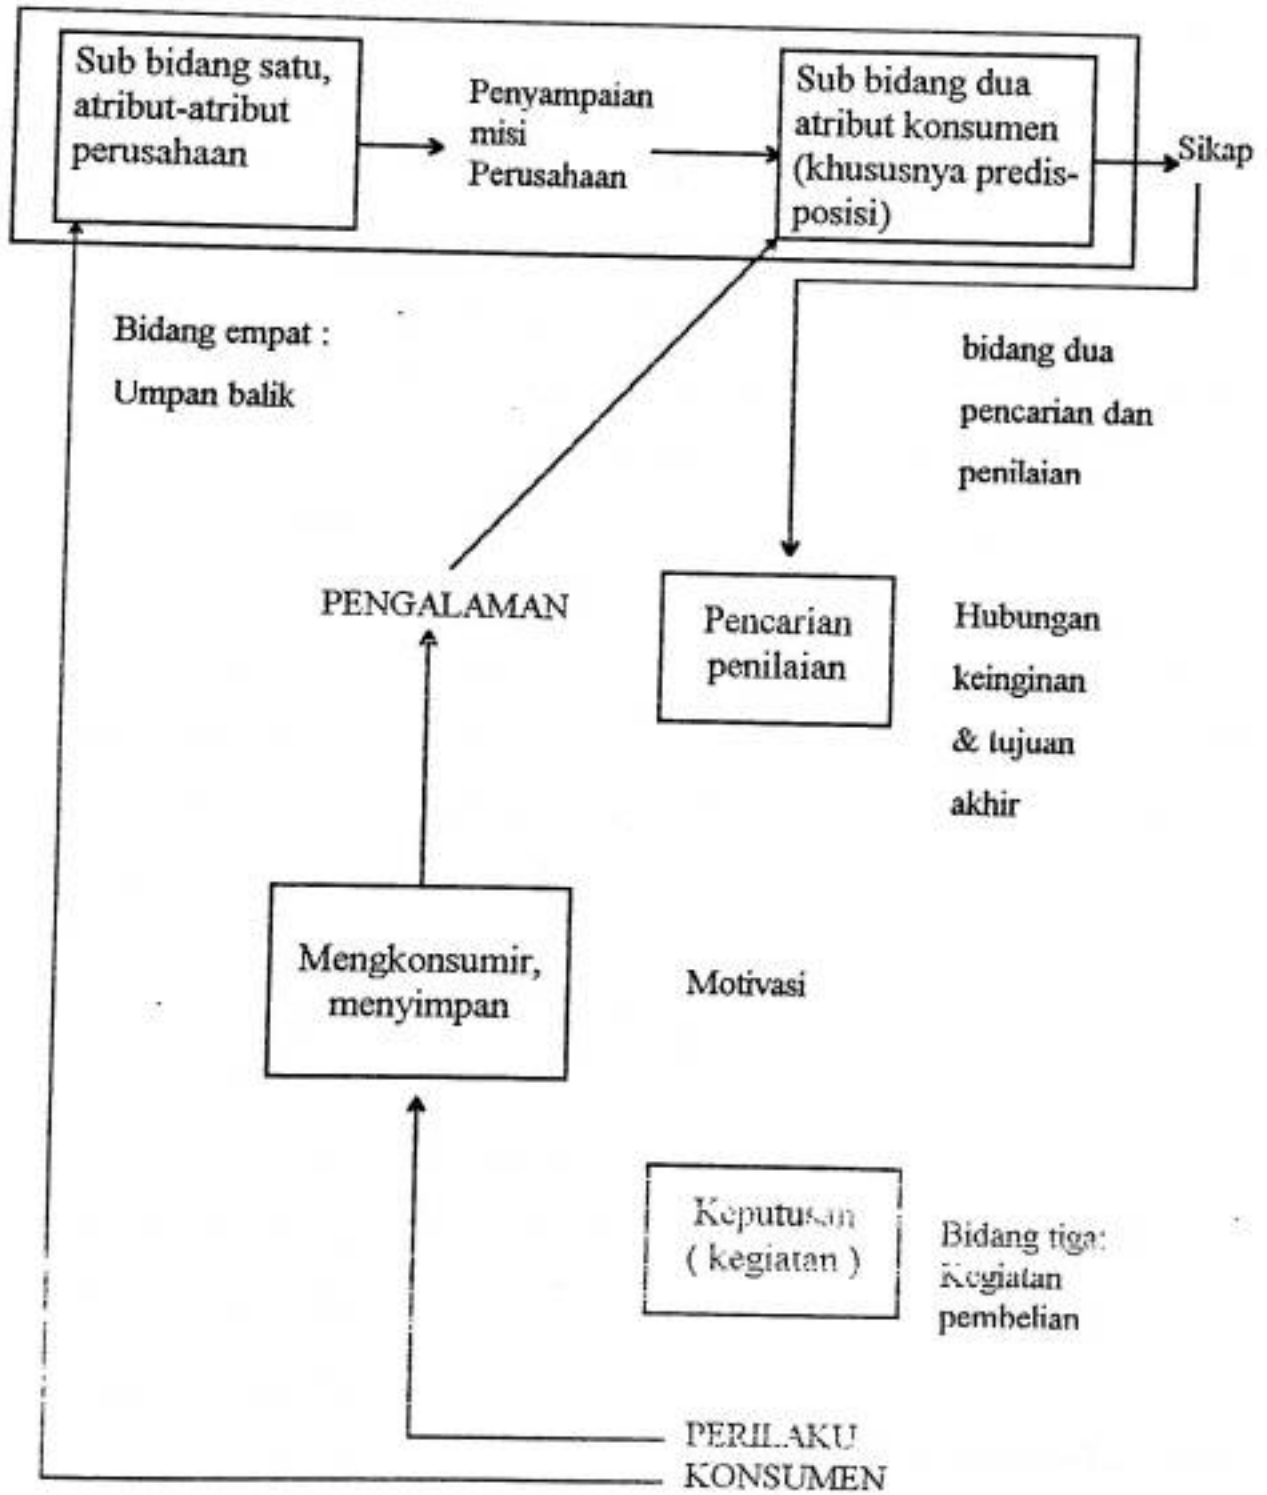 Sub bidang satu,
atribut-atribut
perusahaan
Penyampaian
misi
Perusahaan
Sub bidang dua
atribut konsumen
(khususnya predis-
posisi)
Sikap
Bidang empat :
Umpan balik
bidang dua
pencarian dan
penilaian
PENGALAMAN
Pencarian
penilaian
Hubungan
keinginan
& tujuan
akhir
Mengkonsumir,
menyimpan
Motivasi
Keputusan
( kegiatan )
Bidang tiga:
Kegiatan
pembelian
PERILAKU
KONSUMEN